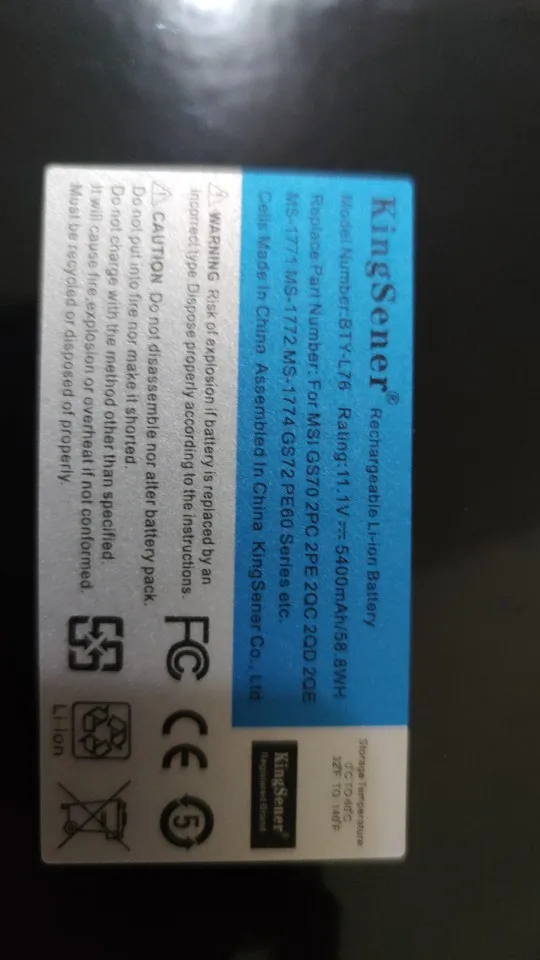 KingSener® Rechargeable Li-ion Battery
Model Number:BTY-L76 Rating:11.1V⎓5400mAh/58.8WH
Replace Part Number: For MSI GS70 2PC 2PE 2QC 2QD 2QE
MS-1771 MS-1772 MS-1774 GS72 PE60 Series etc.
Cells Made In China Assembled In China KingSener Co., Ltd
Storage Temperature:
0℃ TO 60℃
32℉ TO 140℉
KingSener®
Registered Brand
⚠ WARNING Risk of explosion if battery is replaced by an
incorrect type Dispose properly according to the instructions.
⚠ CAUTION Do not disassemble nor alter battery pack.
Do not put into fire nor make it shorted.
Do not charge with the method other than specified.
It will cause fire,explosion or overheat if not conformed.
Must be recycled or disposed of properly.
FC CE 5
Li-ion